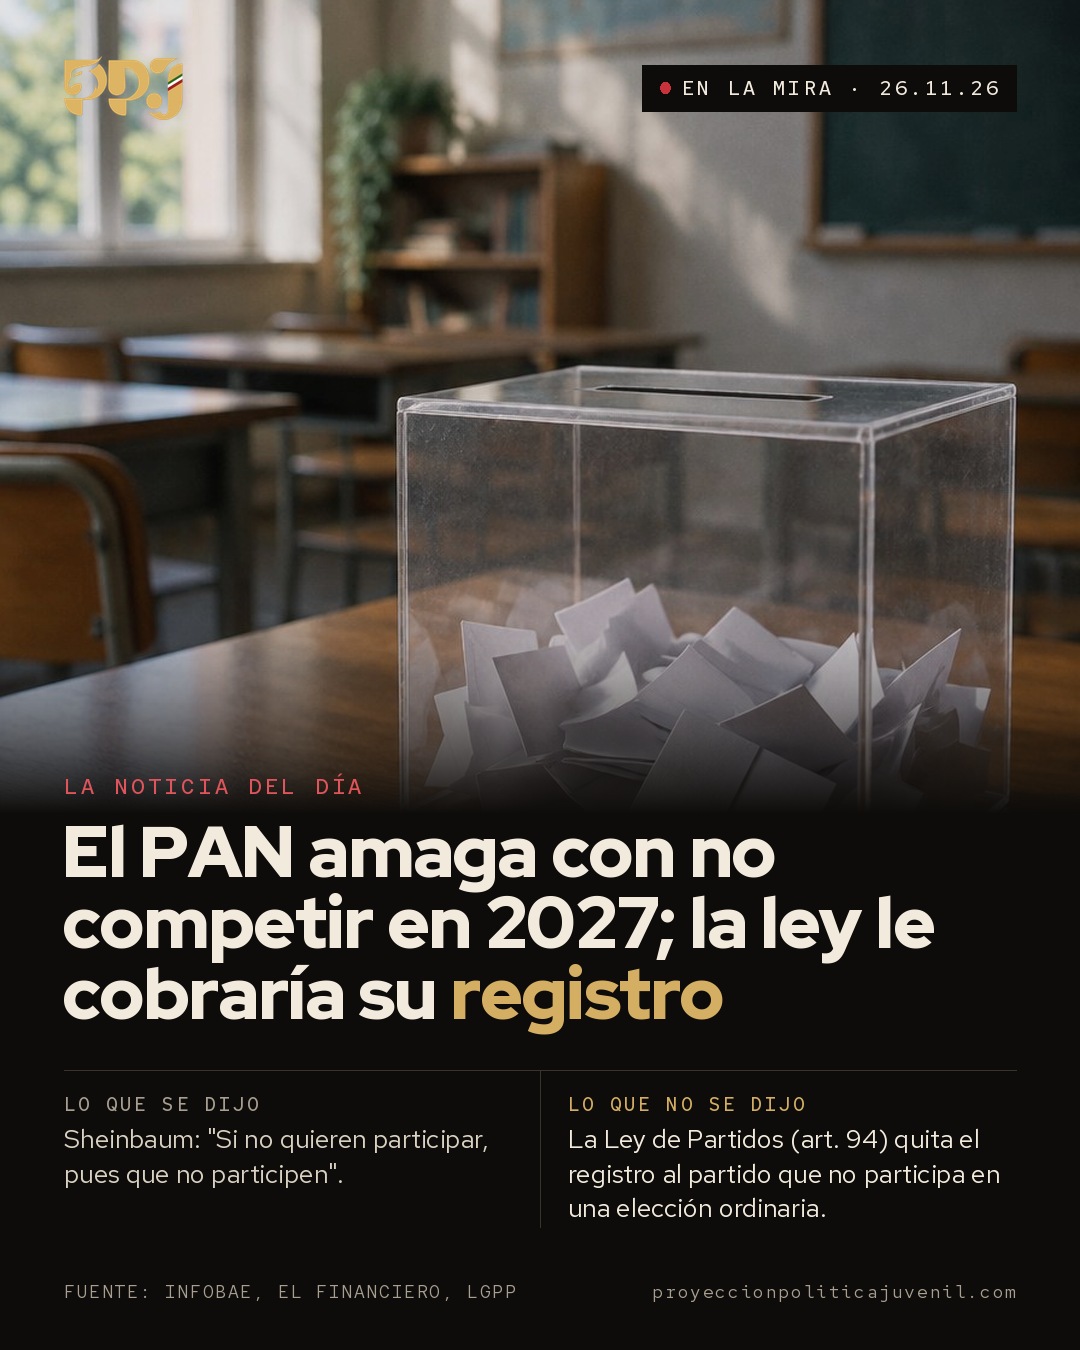 PPJ
EN LA MIRA · 26.11.26
LA NOTICIA DEL DÍA
El PAN amaga con no
competir en 2027; la ley le
cobraría su registro
LO QUE SE DIJO
Sheinbaum: "Si no quieren participar,
pues que no participen".
LO QUE NO SE DIJO
La Ley de Partidos (art. 94) quita el
registro al partido que no participa en
una elección ordinaria.
FUENTE: INFOBAE, EL FINANCIERO, LGPP
proyeccionpoliticajuvenil.com